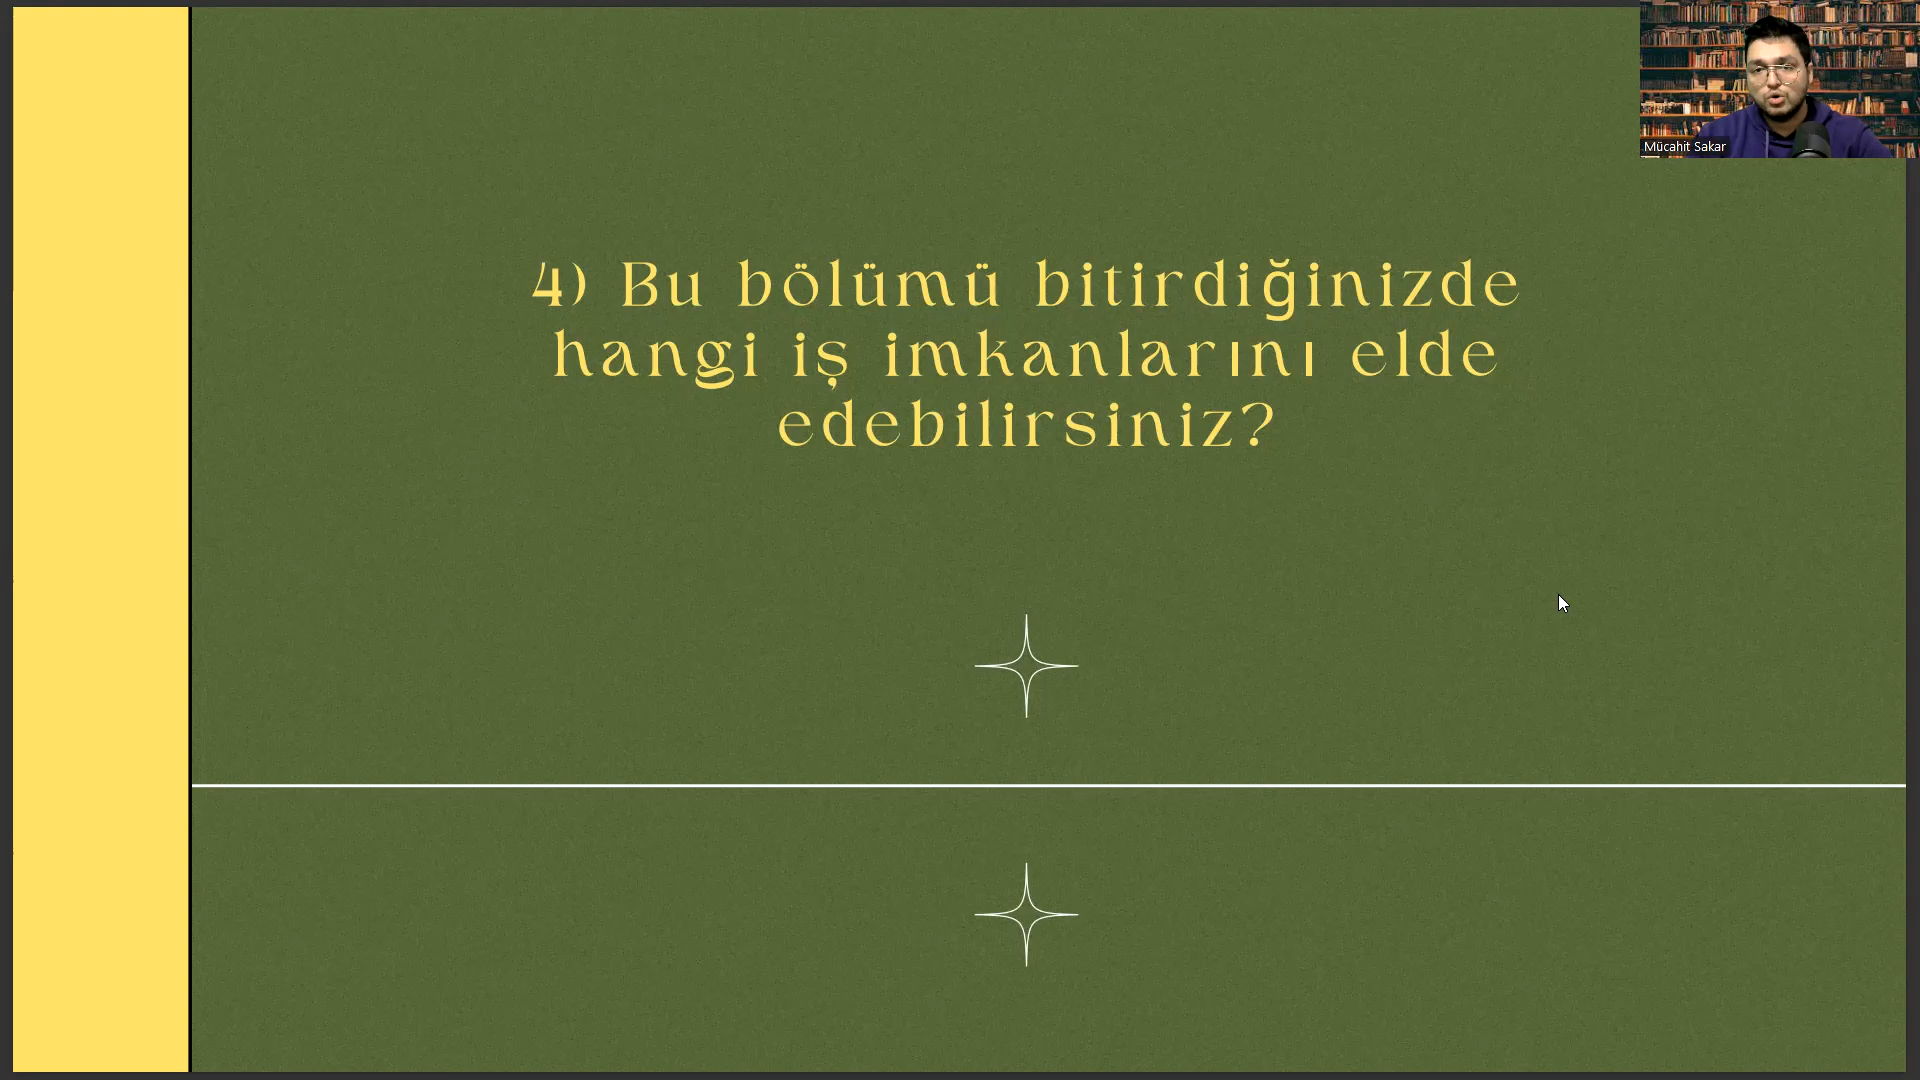 Mücahit Sakar
4) Bu bölümü bitirdiğinizde
hangi iş imkanlarını elde
edebilirsiniz?